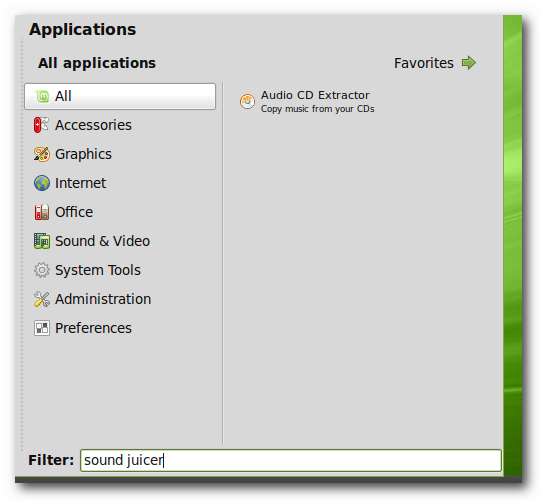 Applications
All applications
Favorites
All
Accessories
Graphics
Internet
Office
Sound & Video
System Tools
Administration
Preferences
Audio CD Extractor
Copy music from your CDs
Filter: sound juicer